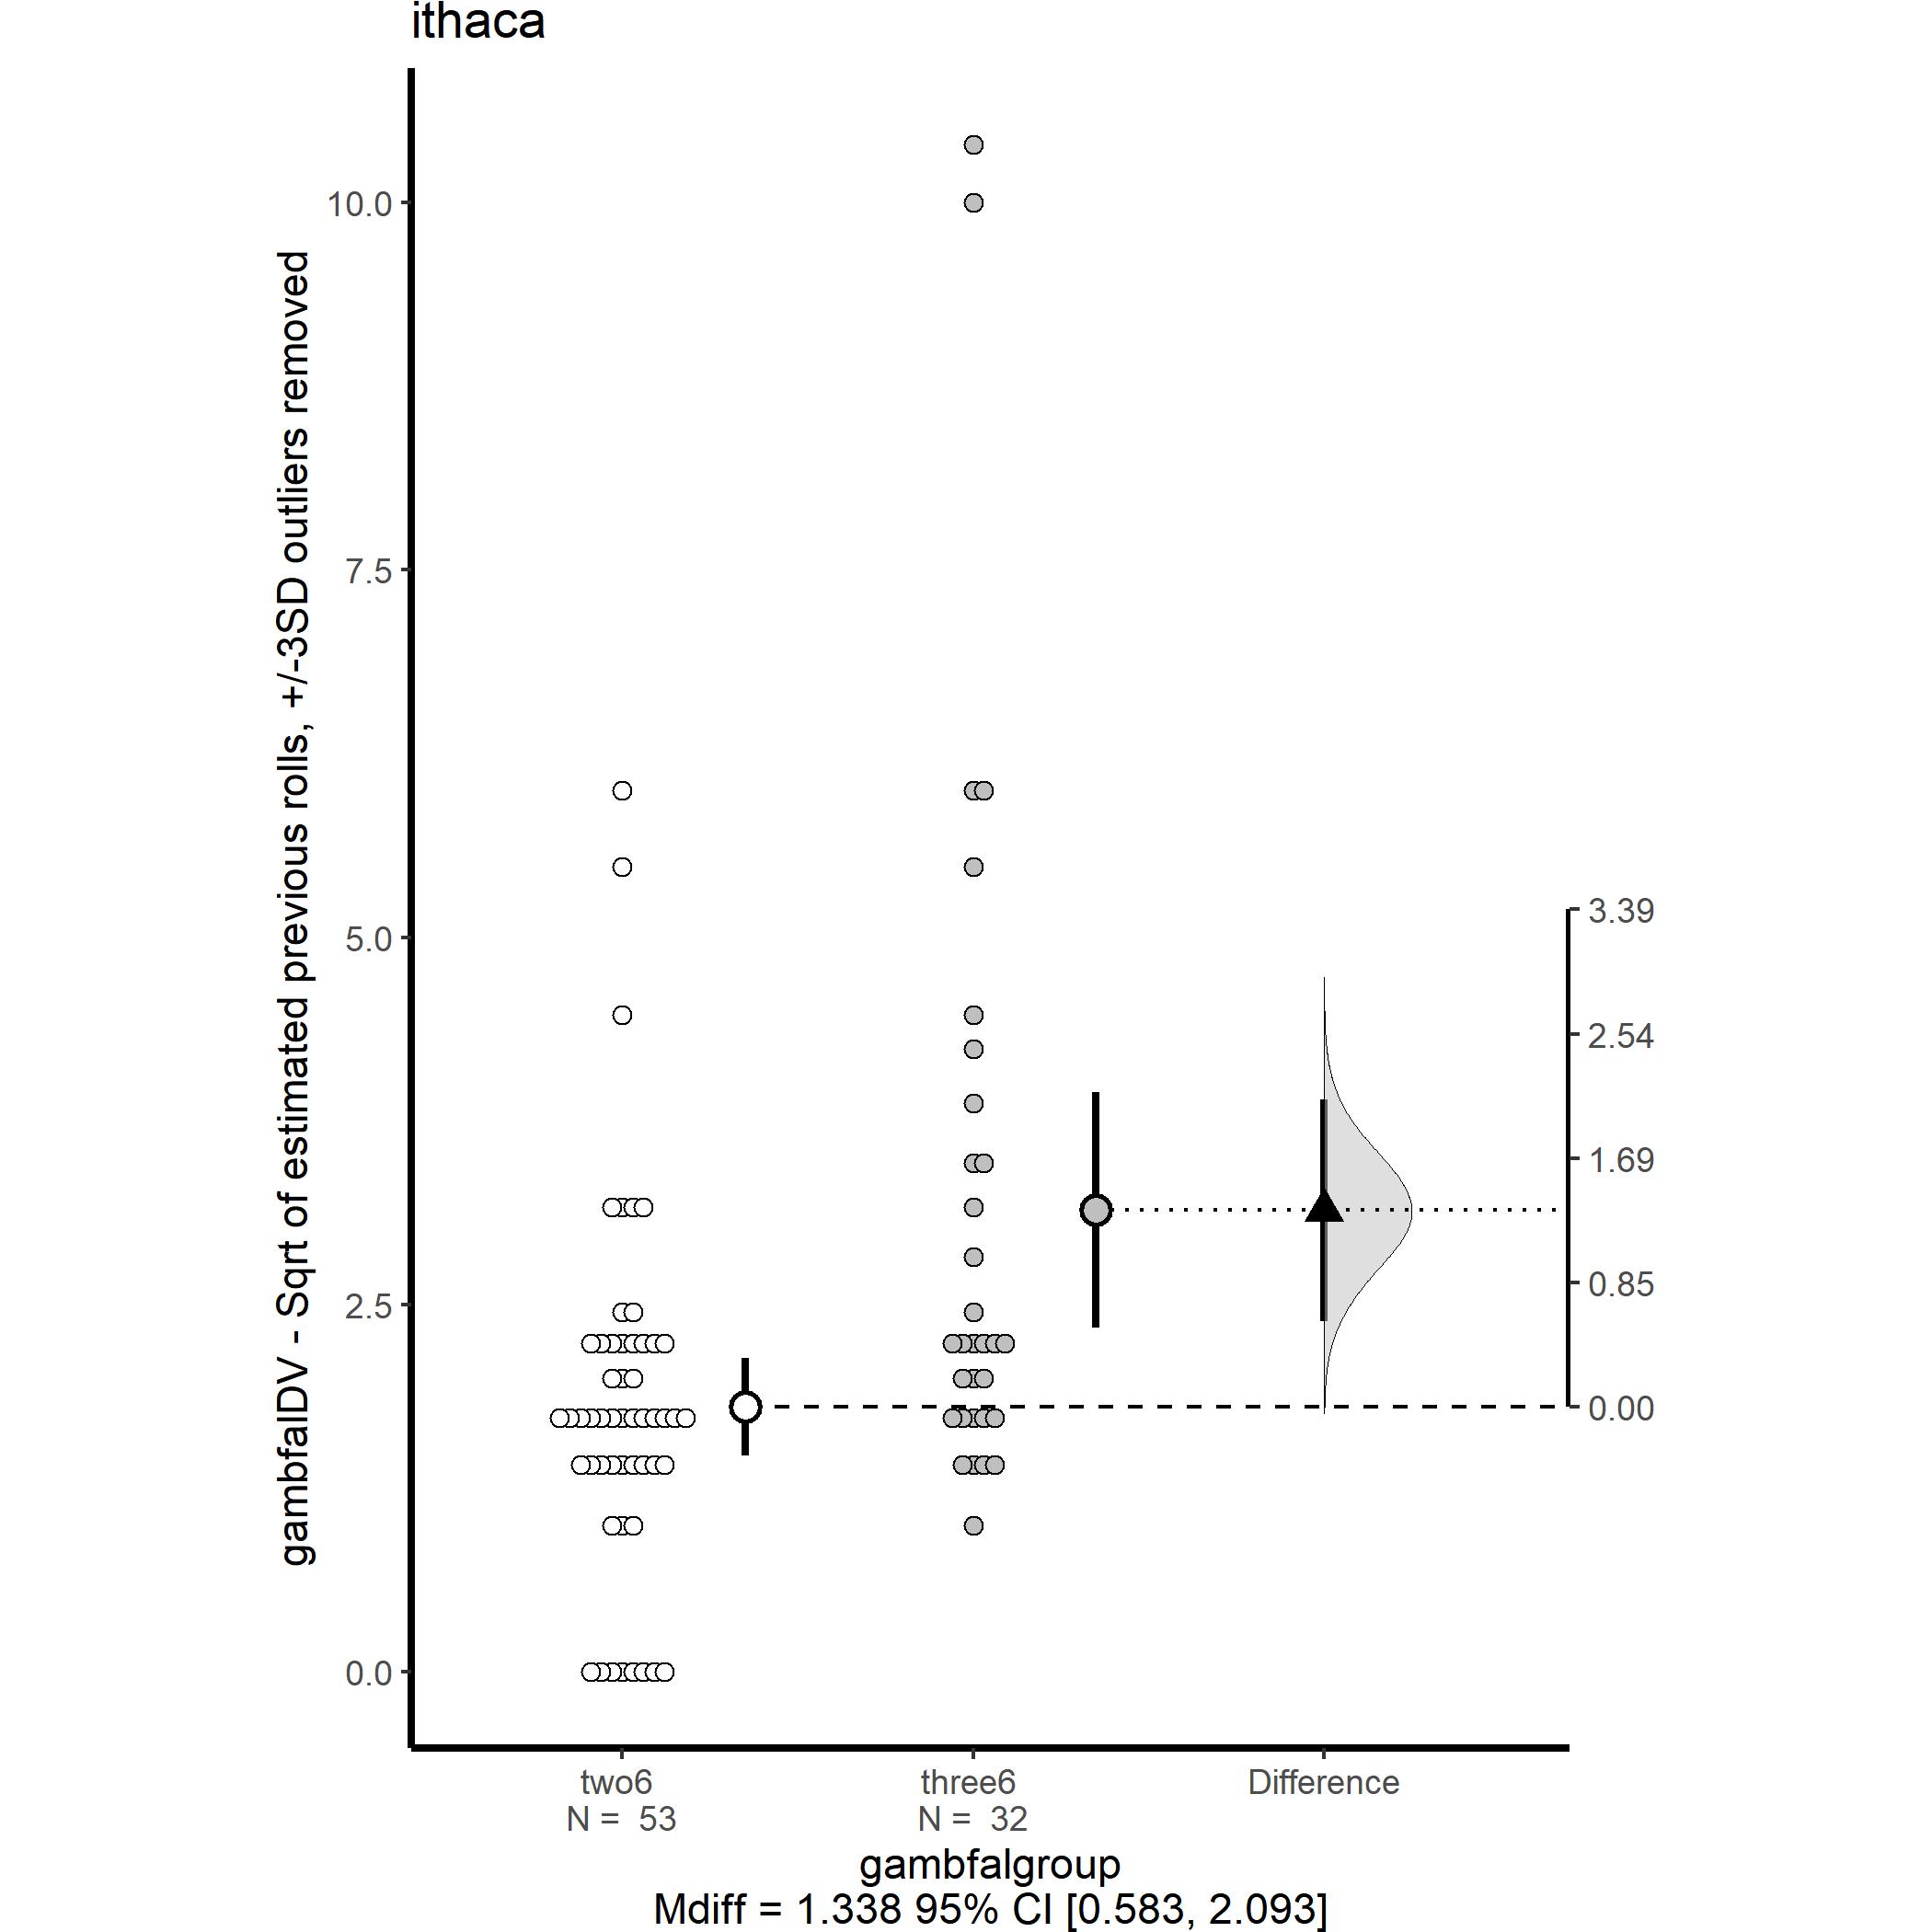 ithaca
gambfalDV - Sqrt of estimated previous rolls, +/-3SD outliers removed
10.0
7.5
5.0
2.5
0.0
3.39
2.54
1.69
0.85
0.00
two6
N =  53
three6
N =  32
Difference
gambfalgroup
Mdiff = 1.338 95% CI [0.583, 2.093]